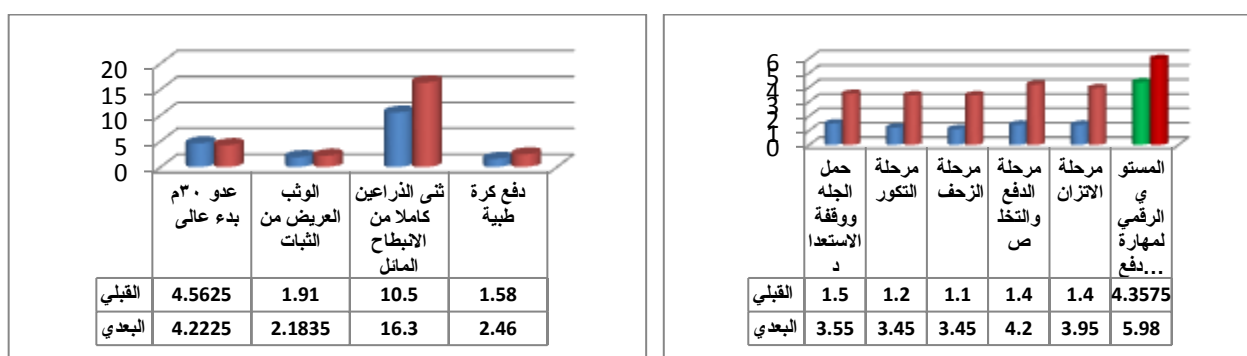 20
15
10
5
0
عدو ٣٠م
بدء عالى
الوثب
العريض من
الثبات
ثنى الذراعين
كاملا من
الانبطاح
المائل
دفع كرة
طبية
القبلي 4.5625 1.91 10.5 1.58
البعدي 4.2225 2.1835 16.3 2.46
6
5
4
3
2
1
0
حمل
الجله
ووقفة
الاستعدا
د
مرحلة
التكور
مرحلة
الزحف
مرحلة
الدفع
والتخل
ص
مرحلة
الاتزان
المستو
ي
الرقمي
لمهارة
دفع...
القبلي 1.5 1.2 1.1 1.4 1.4 4.3575
البعدي 3.55 3.45 3.45 4.2 3.95 5.98